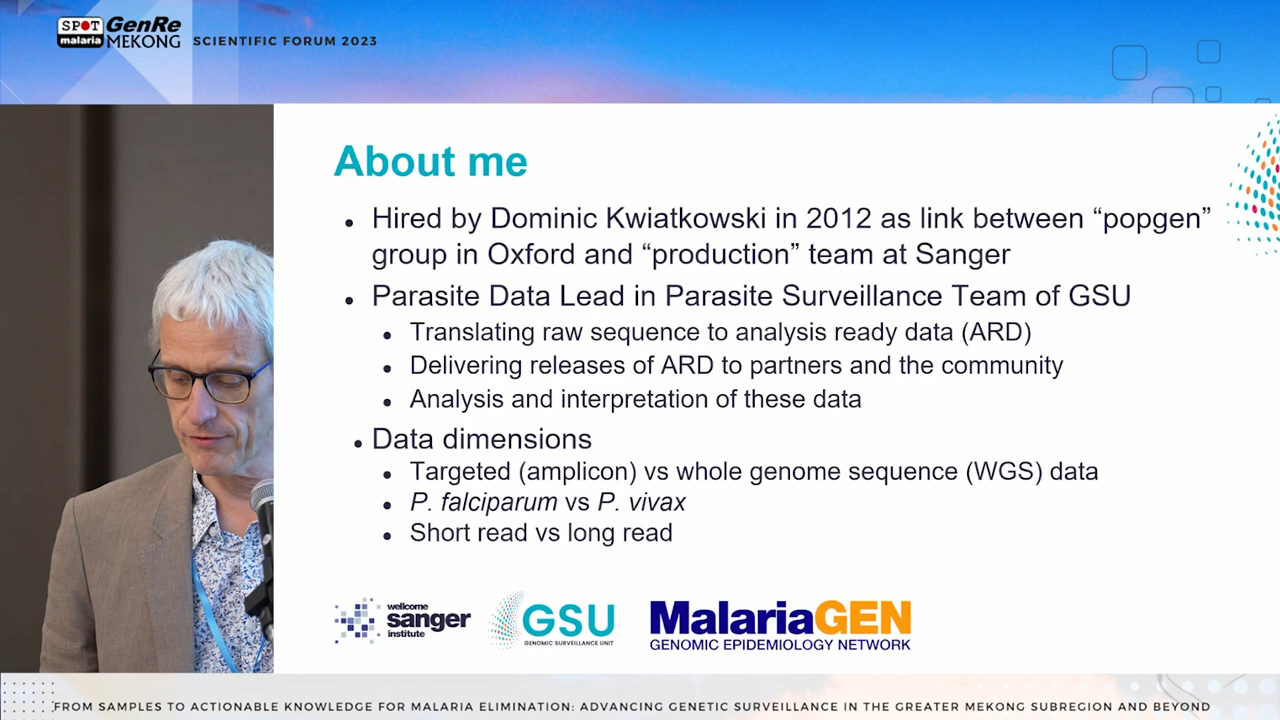 SPOT malaria GenRe MEKONG SCIENTIFIC FORUM 2023
About me
• Hired by Dominic Kwiatkowski in 2012 as link between “popgen”
group in Oxford and “production” team at Sanger
• Parasite Data Lead in Parasite Surveillance Team of GSU
• Translating raw sequence to analysis ready data (ARD)
• Delivering releases of ARD to partners and the community
• Analysis and interpretation of these data
• Data dimensions
• Targeted (amplicon) vs whole genome sequence (WGS) data
• P. falciparum vs P. vivax
• Short read vs long read
wellcome
sanger
institute
GSU
GENOMIC SURVEILLANCE UNIT
MalariaGEN
GENOMIC EPIDEMIOLOGY NETWORK
FROM SAMPLES TO ACTIONABLE KNOWLEDGE FOR MALARIA ELIMINATION: ADVANCING GENETIC SURVEILLANCE IN THE GREATER MEKONG SUBREGION AND BEYOND